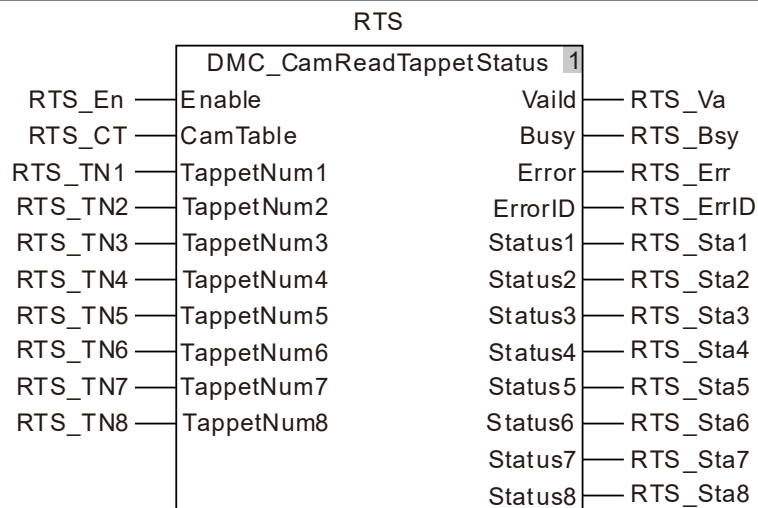 RTS
DMC_CamReadTappetStatus 1
RTS_En Enable Vaild RTS_Va
RTS_CT CamTable Busy RTS_Bsy
RTS_TN1 TappetNum1 Error RTS_Err
RTS_TN2 TappetNum2 ErrorID RTS_ErrID
RTS_TN3 TappetNum3 Status1 RTS_Sta1
RTS_TN4 TappetNum4 Status2 RTS_Sta2
RTS_TN5 TappetNum5 Status3 RTS_Sta3
RTS_TN6 TappetNum6 Status4 RTS_Sta4
RTS_TN7 TappetNum7 Status5 RTS_Sta5
RTS_TN8 TappetNum8 Status6 RTS_Sta6
Status7 RTS_Sta7
Status8 RTS_Sta8